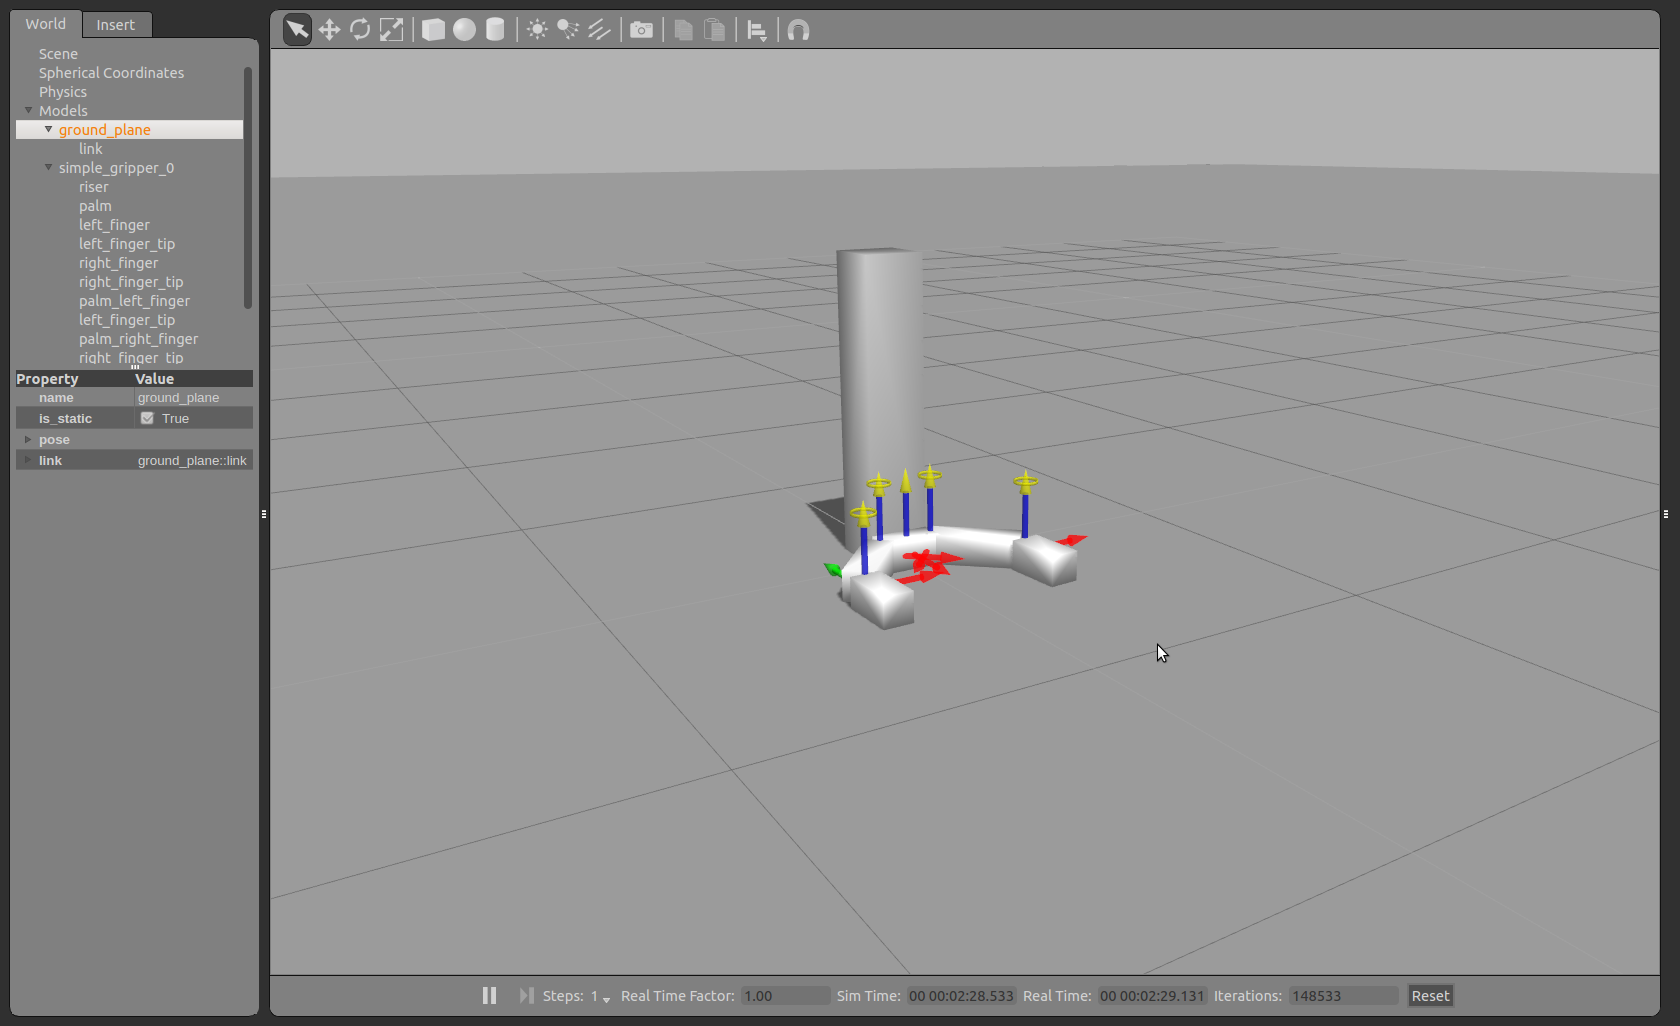 World Insert
Scene
Spherical Coordinates
Physics
Models
ground_plane
link
simple_gripper_0
riser
palm
left_finger
left_finger_tip
right_finger
right_finger_tip
palm_left_finger
left_finger_tip
palm_right_finger
right_finger_tip
Property Value
name ground_plane
is_static True
pose
link ground_plane::link
Steps: 1 Real Time Factor: 1.00 Sim Time: 00 00:02:28.533 Real Time: 00 00:02:29.131 Iterations: 148533 Reset